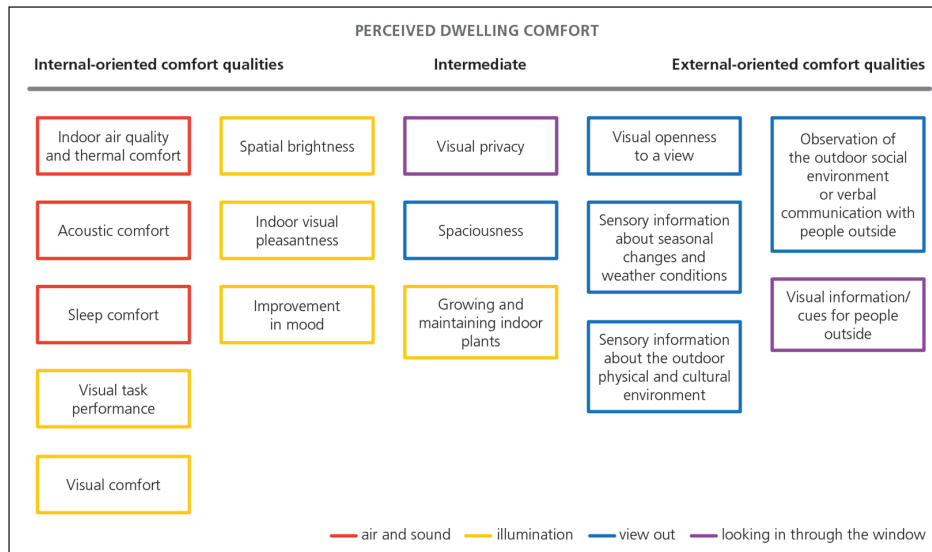 PERCEIVED DWELLING COMFORT
Internal-oriented comfort qualities
Intermediate
External-oriented comfort qualities
Indoor air quality
and thermal comfort
Acoustic comfort
Sleep comfort
Visual task
performance
Visual comfort
Spatial brightness
Indoor visual
pleasantness
Improvement
in mood
Visual privacy
Spaciousness
Growing and
maintaining indoor
plants
Visual openness
to a view
Sensory information
about seasonal
changes and
weather conditions
Sensory information
about the outdoor
physical and cultural
environment
Observation of
the outdoor social
environment
or verbal
communication with
people outside
Visual information/
cues for people
outside
air and sound
illumination
view out
looking in through the window